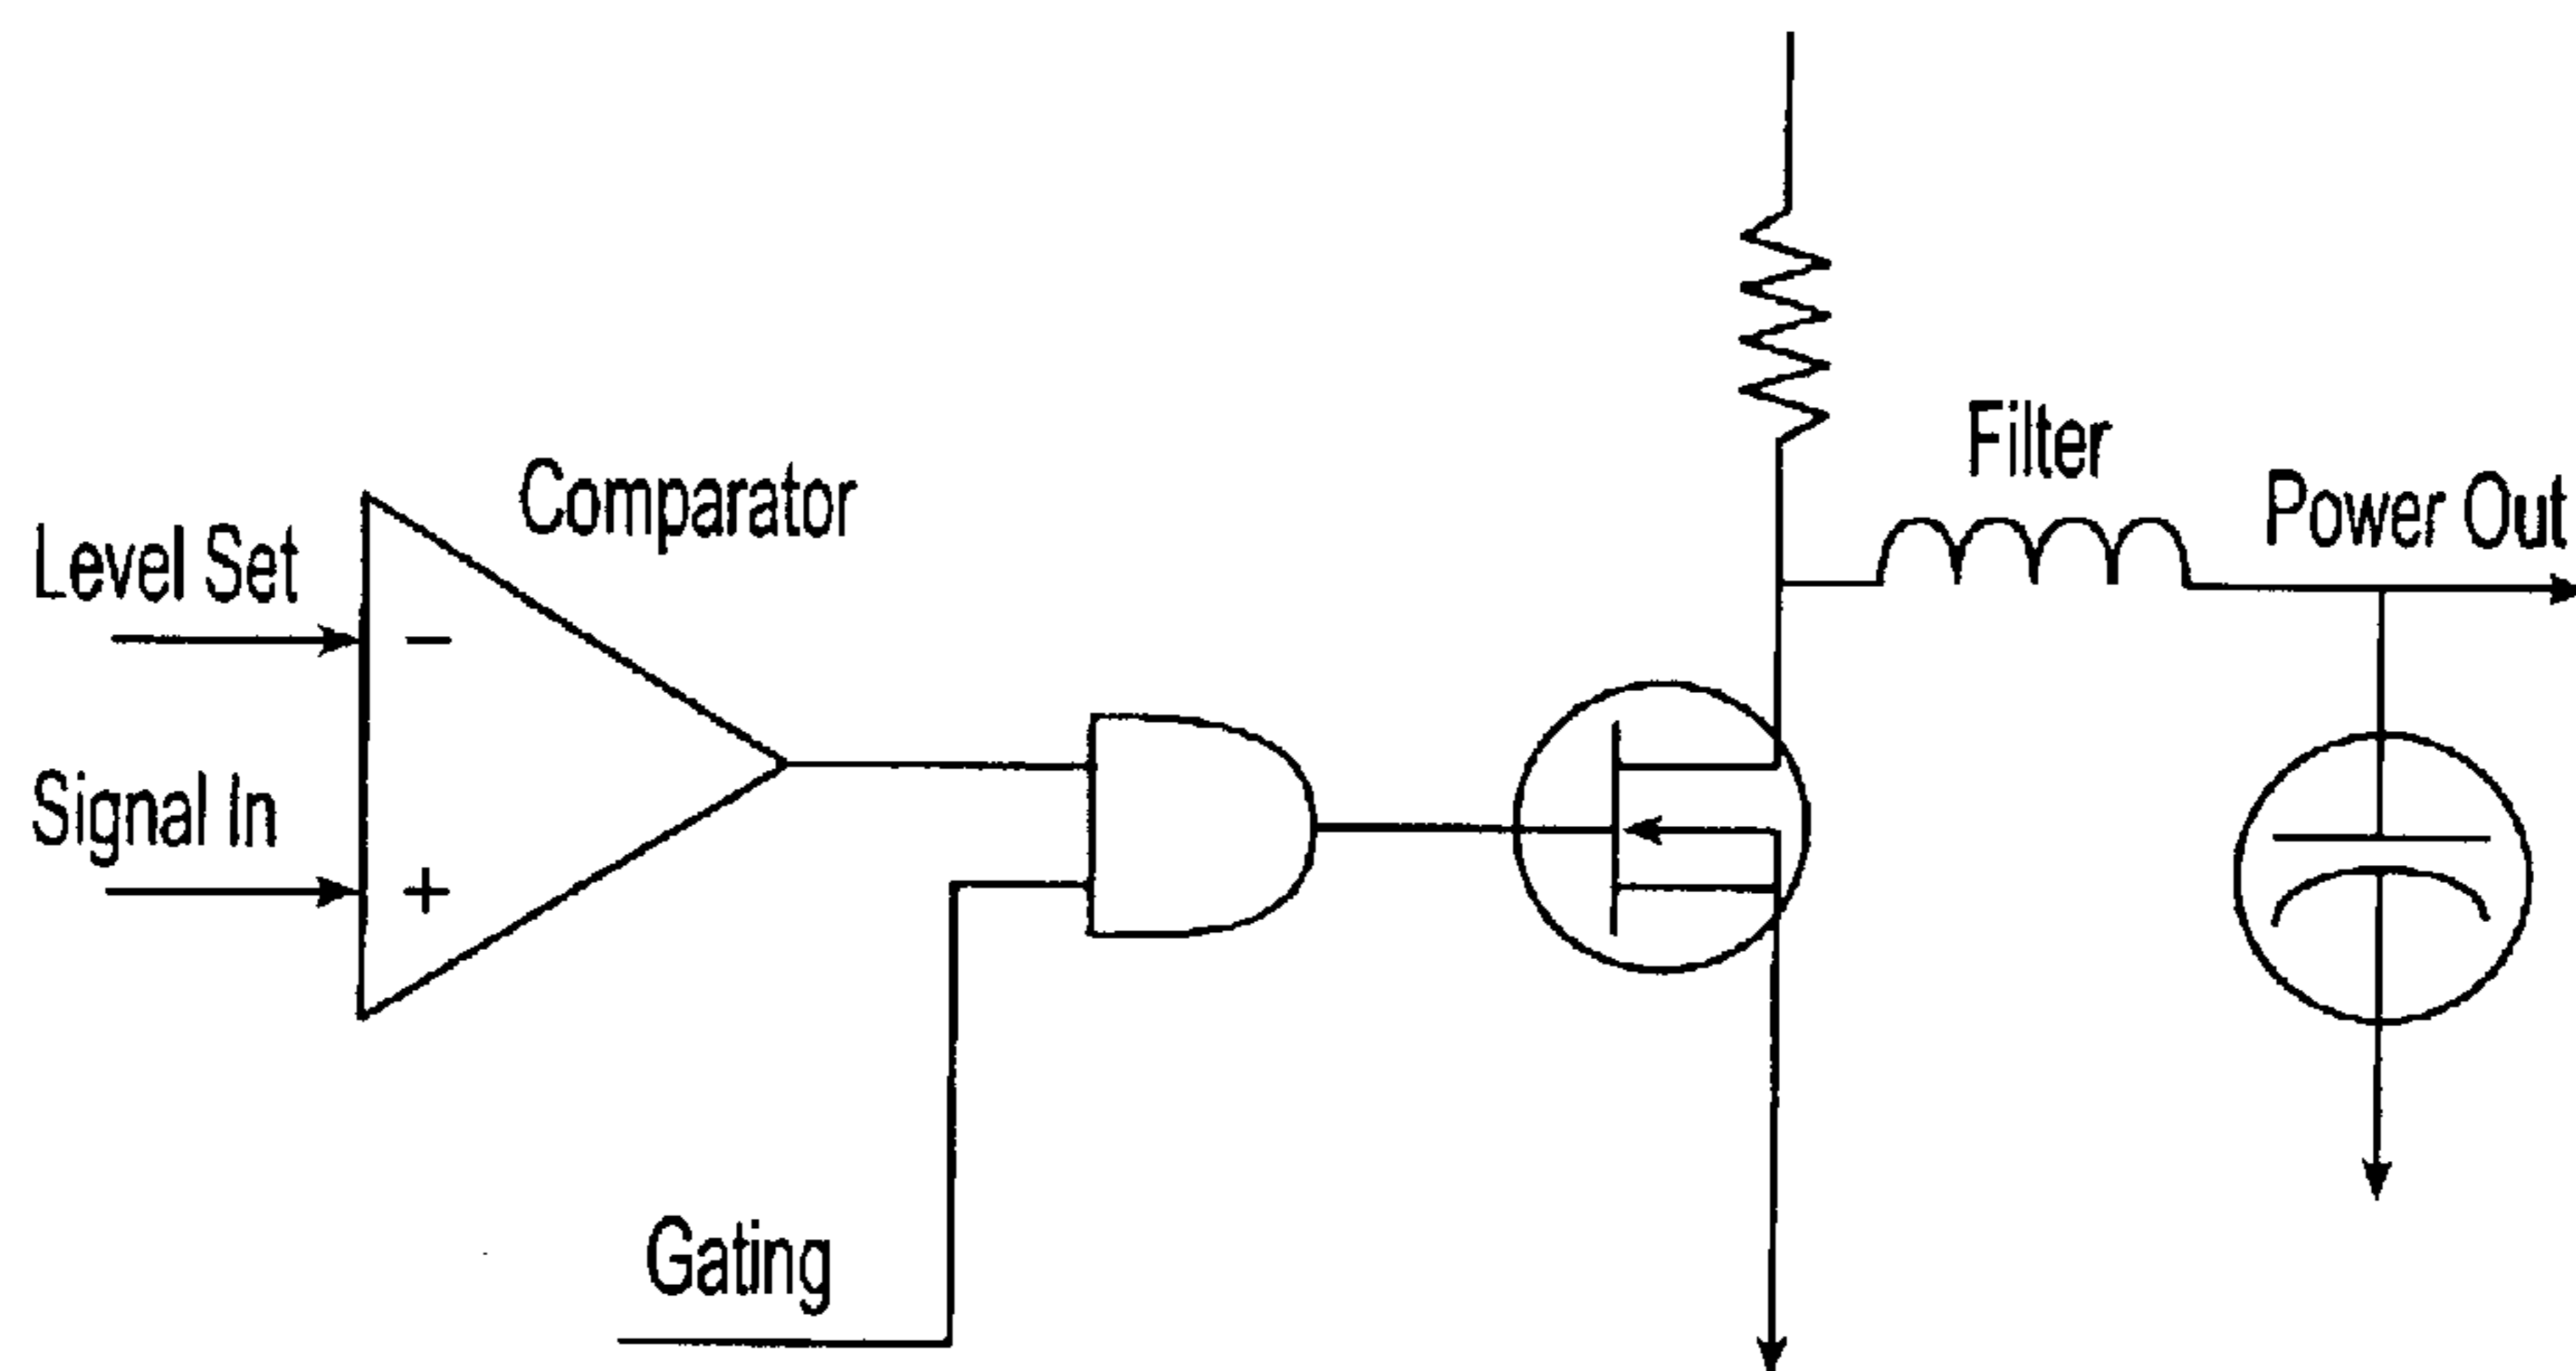 Comparator
Level Set
−
Signal In
+
Gating
Filter
Power Out